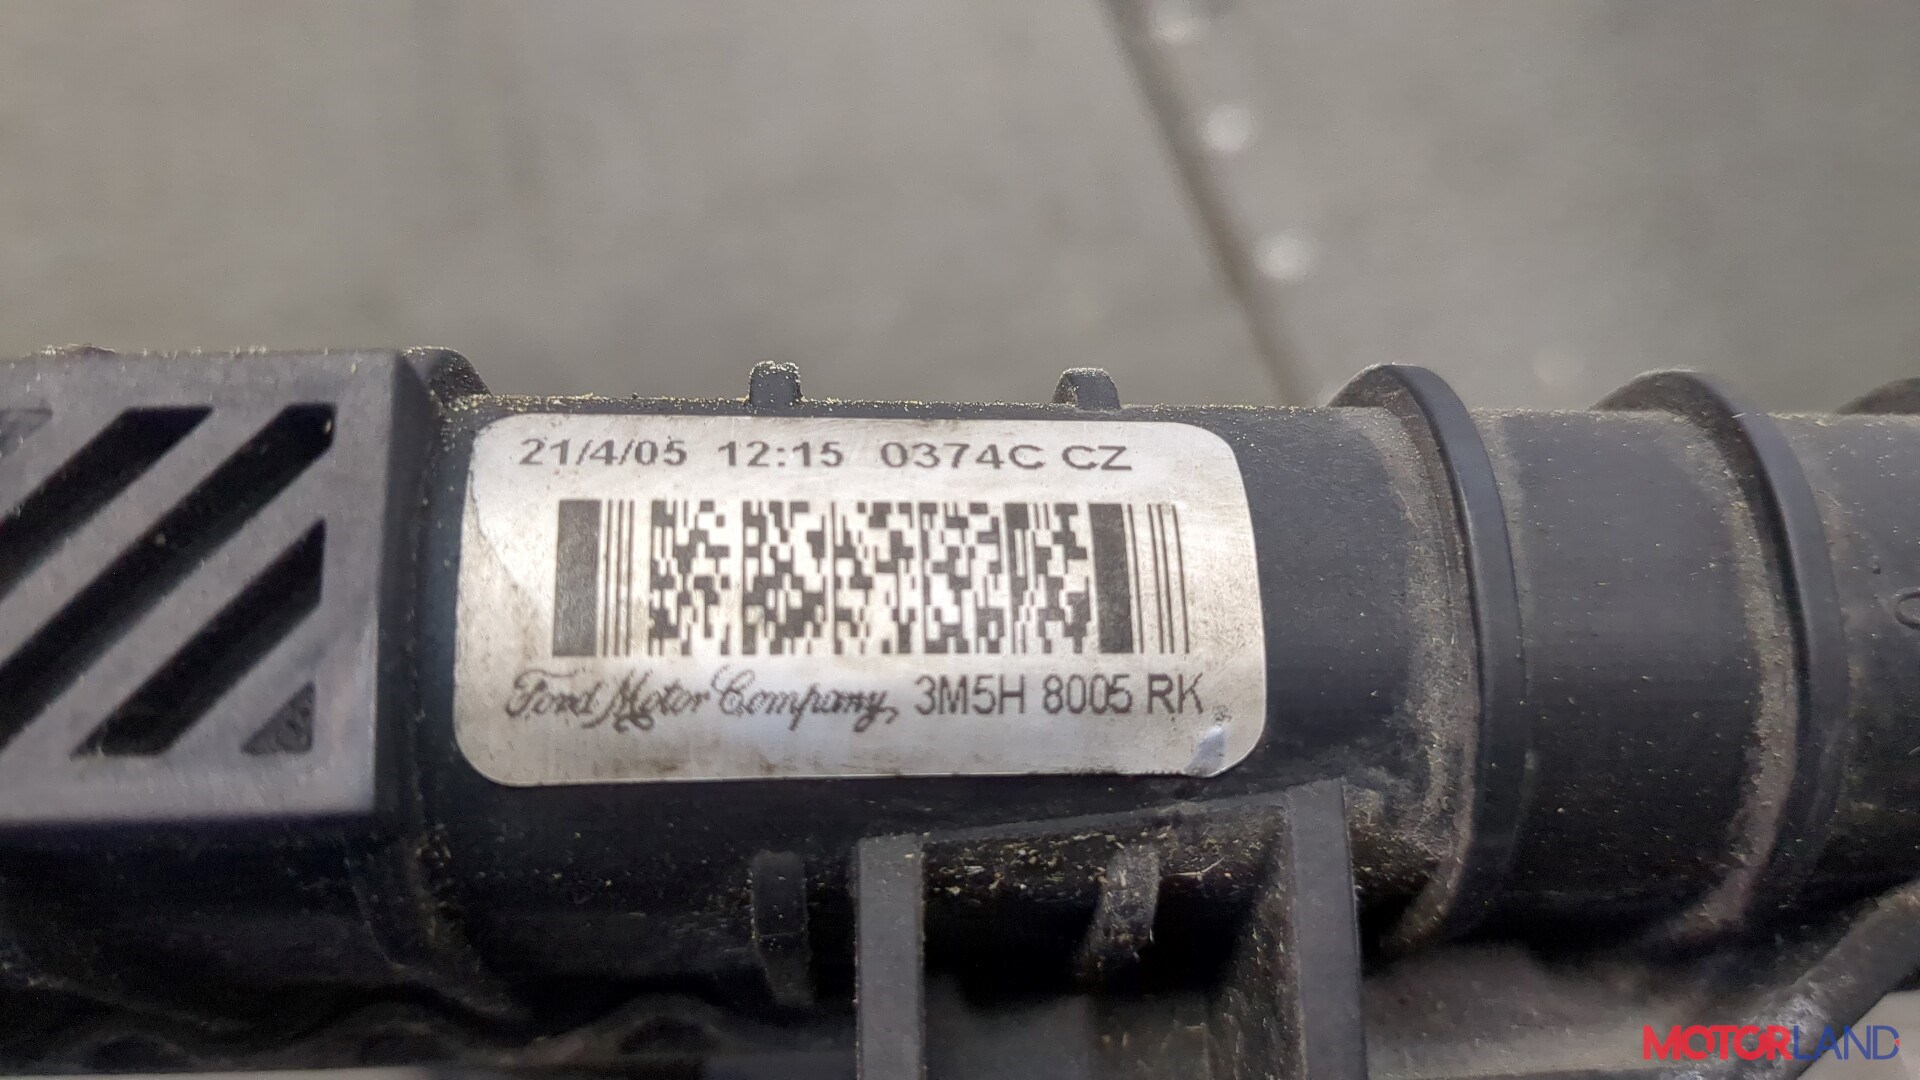 21/4/05 12:15 0374C CZ
Ford Motor Company, 3M5H 8005 RK
MOTORLAND